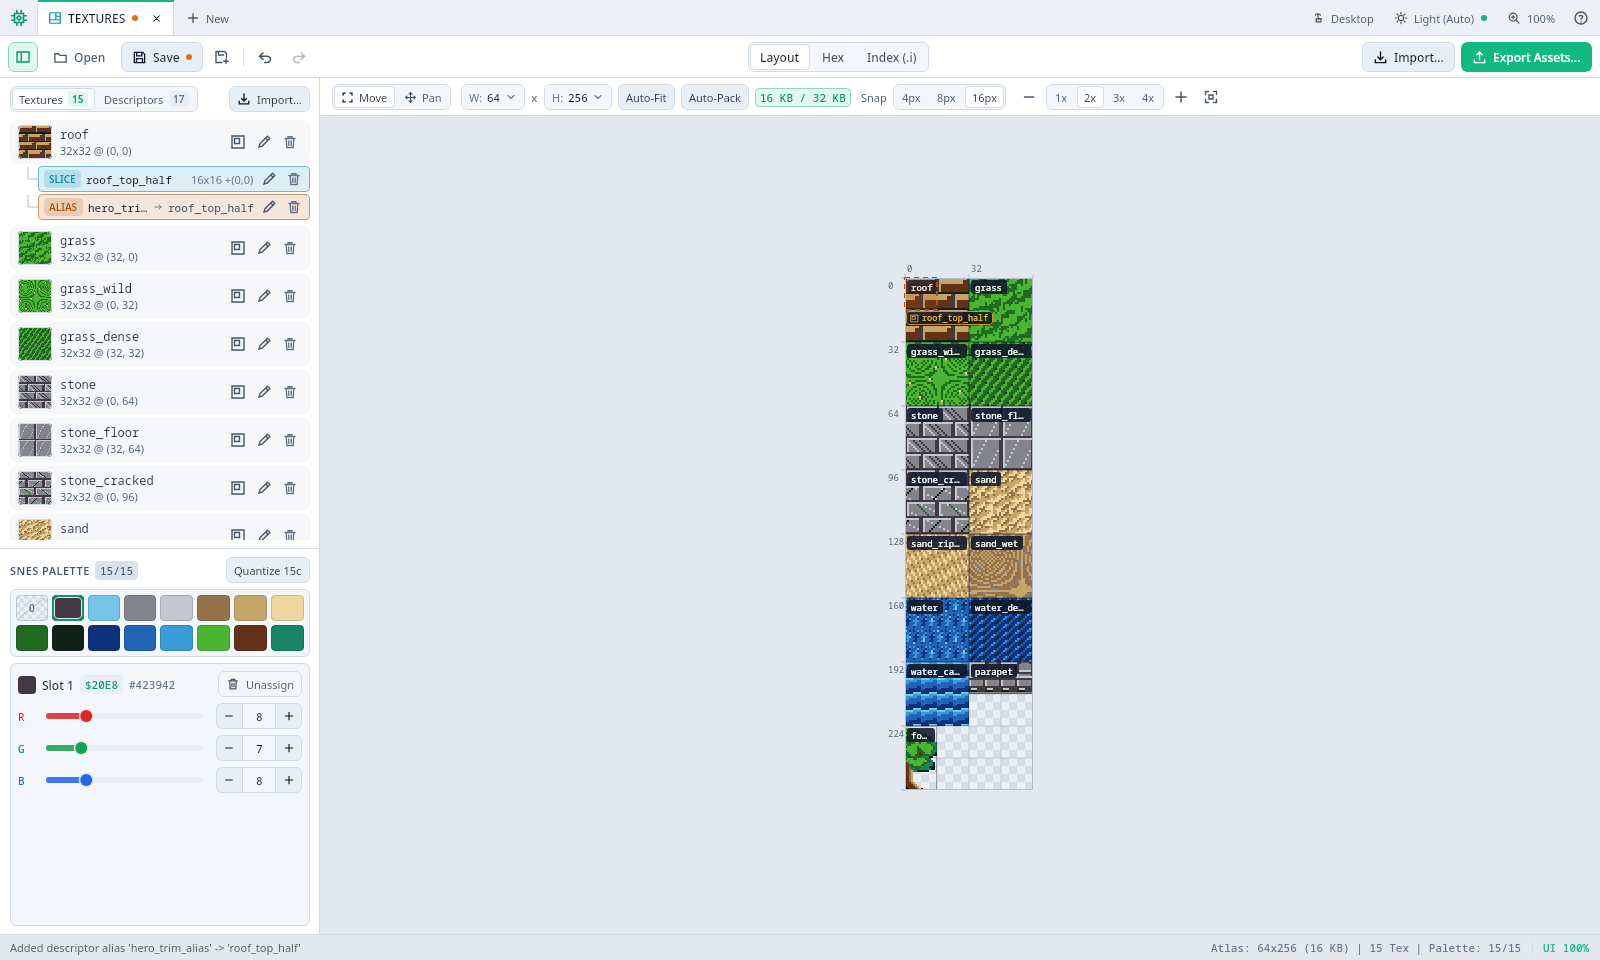 TEXTURES
New
Desktop
Light (Auto)
100%
Open
Save
Layout
Hex
Index (.i)
Import...
Export Assets...
Textures 15
Descriptors 17
Import...
Move
Pan
W: 64
x
H: 256
Auto-Fit
Auto-Pack
16 KB / 32 KB
Snap
4px
8px
16px
1x
2x
3x
4x
roof
32x32 @ (0, 0)
SLICE roof_top_half 16x16 +(0,0)
ALIAS hero_tri… → roof_top_half
grass
32x32 @ (32, 0)
grass_wild
32x32 @ (0, 32)
grass_dense
32x32 @ (32, 32)
stone
32x32 @ (0, 64)
stone_floor
32x32 @ (32, 64)
stone_cracked
32x32 @ (0, 96)
sand
SNES PALETTE 15/15
Quantize 15c
0
Slot 1 $20E8 #423942
Unassign
R 8
G 7
B 8
0 32
0
roof
grass
roof_top_half
32
grass_wi…
grass_de…
64
stone
stone_fl…
96
stone_cr…
sand
128
sand_rip…
sand_wet
160
water
water_de…
192
water_ca…
parapet
224
fo…
Added descriptor alias 'hero_trim_alias' -> 'roof_top_half'
Atlas: 64x256 (16 KB) | 15 Tex | Palette: 15/15
UI 100%